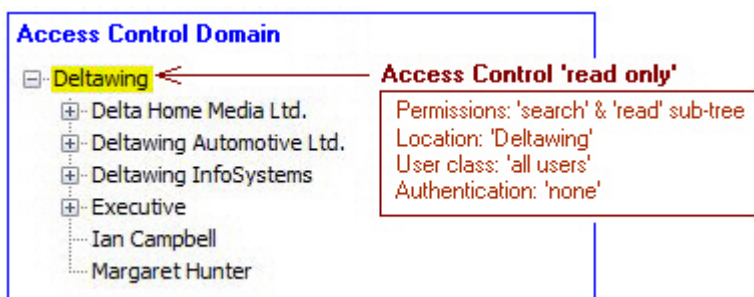 Access Control Domain
Deltawing
Delta Home Media Ltd.
Deltawing Automotive Ltd.
Deltawing InfoSystems
Executive
Ian Campbell
Margaret Hunter
Access Control 'read only'
Permissions: 'search' & 'read' sub-tree
Location: 'Deltawing'
User class: 'all users'
Authentication: 'none'